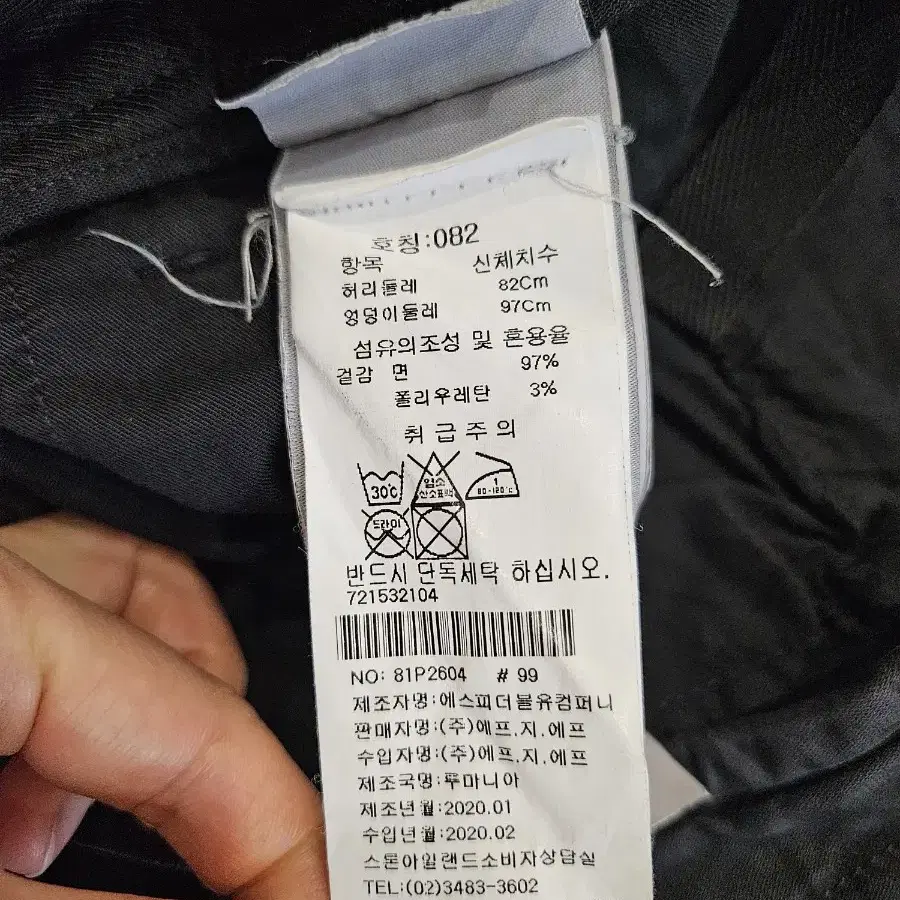 호칭:082
항목 신체치수
허리둘레 82Cm
엉덩이둘레 97Cm
섬유의조성 및 혼용율
겉감 면 97%
폴리우레탄 3%
취급주의
30℃ 염소 산소표백 1 80-120℃
드라이
반드시 단독세탁 하십시오.
721532104
NO: 81P2604 # 99
제조자명:에스피더블유컴퍼니
판매자명:(주)에프.지.에프
수입자명:(주)에프.지.에프
제조국명:루마니아
제조년월:2020.01
수입년월:2020.02
스톤아일랜드소비자상담실
TEL:(02)3483-3602